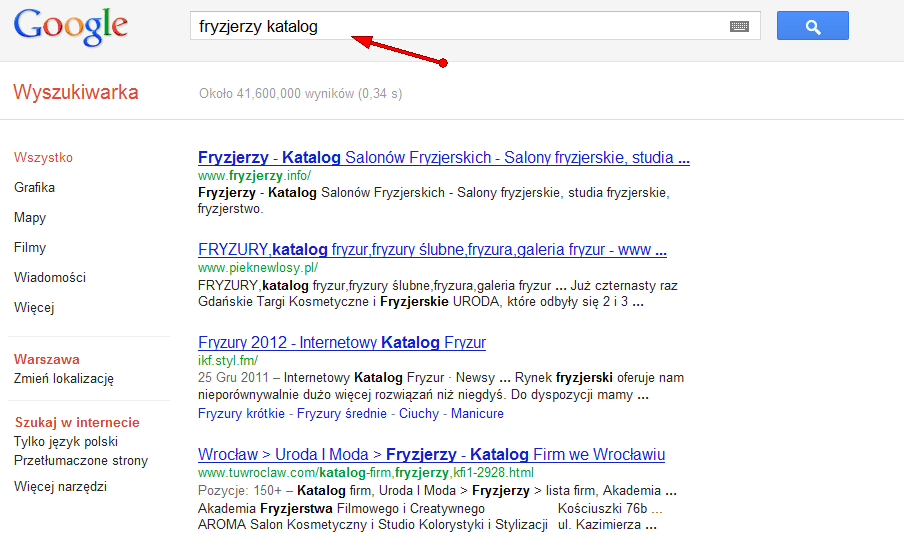 Google
fryzjerzy katalog
Wyszukiwarka
Około 41,600,000 wyników (0,34 s)
Wszystko
Grafika
Mapy
Filmy
Wiadomości
Więcej
Warszawa
Zmień lokalizację
Szukaj w internecie
Tylko język polski
Przetłumaczone strony
Więcej narzędzi
Fryzjerzy - Katalog Salonów Fryzjerskich - Salony fryzjerskie, studia ...
www.fryzjerzy.info/
Fryzjerzy - Katalog Salonów Fryzjerskich - Salony fryzjerskie, studia fryzjerskie,
fryzjerstwo.
FRYZURY,katalog fryzur,fryzury ślubne,fryzura,galeria fryzur - www ...
www.pieknewlosy.pl/
FRYZURY,katalog fryzur,fryzury ślubne,fryzura,galeria fryzur ... Już czternasty raz
Gdańskie Targi Kosmetyczne i Fryzjerskie URODA, które odbyły się 2 i 3 ...
Fryzury 2012 - Internetowy Katalog Fryzur
ikf.styl.fm/
25 Gru 2011 – Internetowy Katalog Fryzur · Newsy ... Rynek fryzjerski oferuje nam
nieporównywalnie dużo więcej rozwiązań niż niegdyś. Do dyspozycji mamy ...
Fryzury krótkie - Fryzury średnie - Ciuchy - Manicure
Wrocław > Uroda I Moda > Fryzjerzy - Katalog Firm we Wrocławiu
www.tuwroclaw.com/katalog-firm,fryzjerzy,kfi1-2928.html
Pozycje: 150+ – Katalog firm, Uroda I Moda > Fryzjerzy > lista firm, Akademia ...
Akademia Fryzjerstwa Filmowego i Creatywnego Kościuszki 76b ...
AROMA Salon Kosmetyczny i Studio Kolorystyki i Stylizacji ul. Kazimierza ...